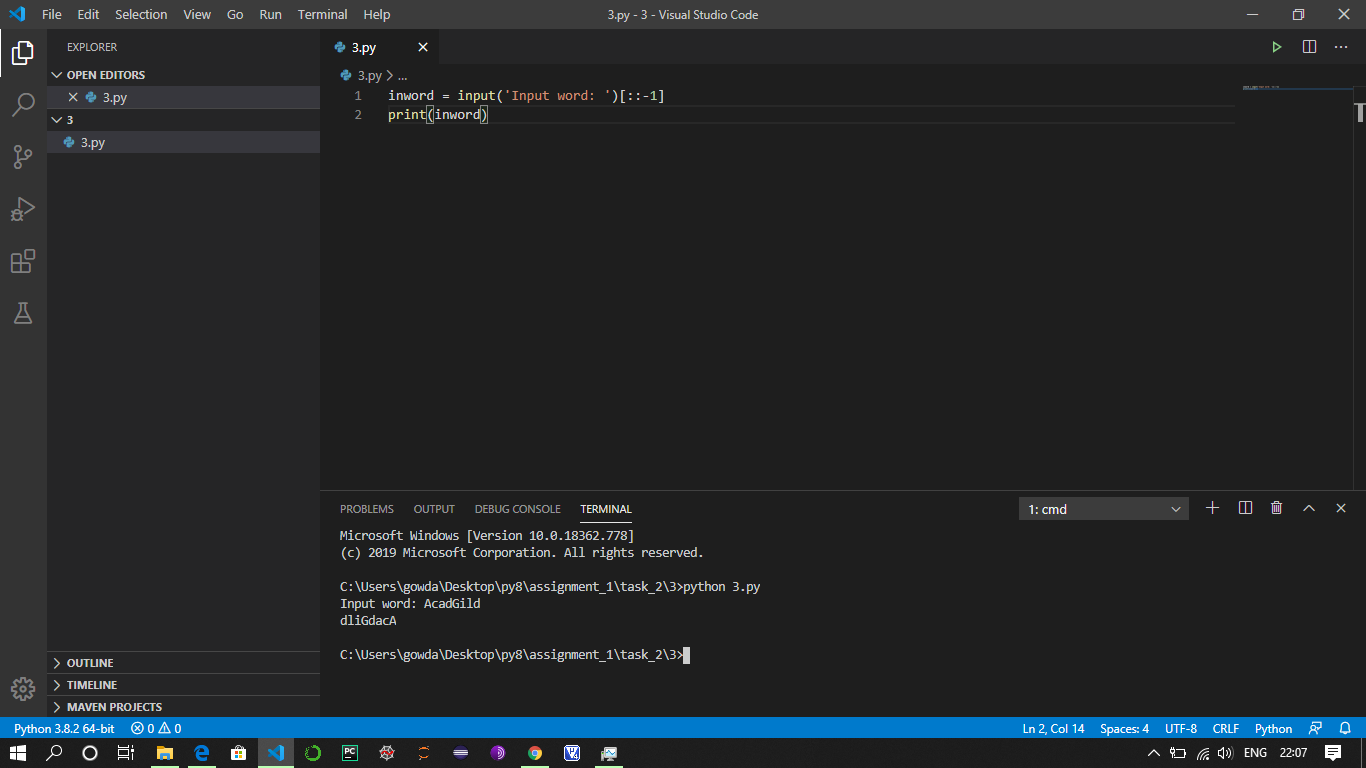 File Edit Selection View Go Run Terminal Help 3.py - 3 - Visual Studio Code
EXPLORER
OPEN EDITORS
3.py
3
3.py
OUTLINE
TIMELINE
MAVEN PROJECTS
3.py
3.py > ...
1 inword = input('Input word: ')[::-1]
2 print(inword)
PROBLEMS OUTPUT DEBUG CONSOLE TERMINAL 1: cmd
Microsoft Windows [Version 10.0.18362.778]
(c) 2019 Microsoft Corporation. All rights reserved.
C:\Users\gowda\Desktop\py8\assignment_1\task_2\3>python 3.py
Input word: AcadGild
dliGdacA
C:\Users\gowda\Desktop\py8\assignment_1\task_2\3>
Python 3.8.2 64-bit 0 0 Ln 2, Col 14 Spaces: 4 UTF-8 CRLF Python
PC ENG 22:07